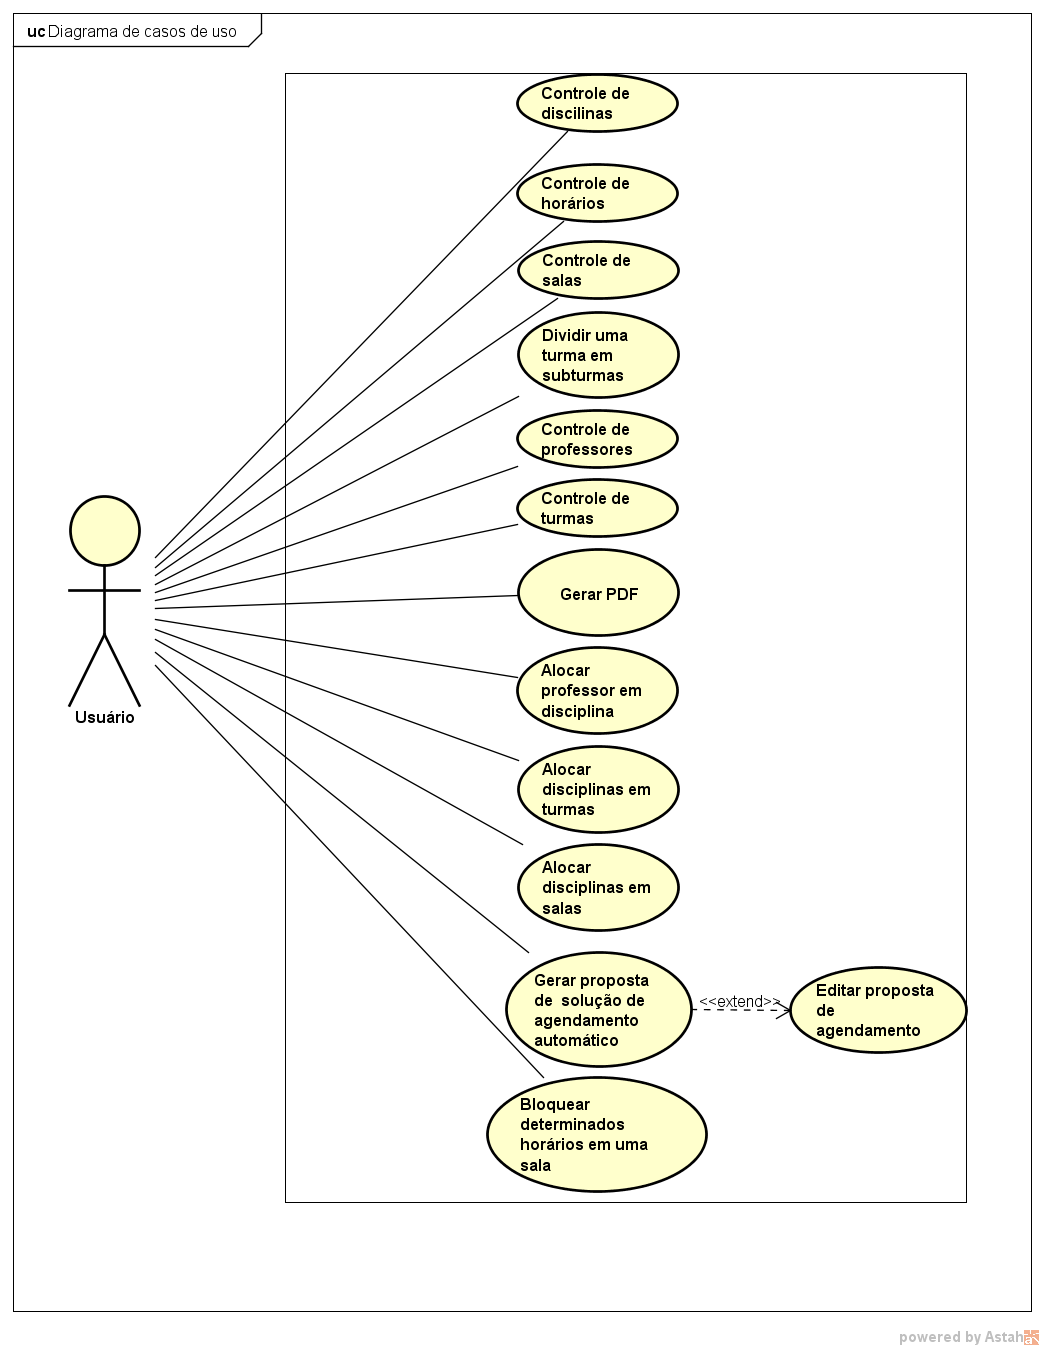 uc Diagrama de casos de uso
Controle de
discilinas
Controle de
horários
Controle de
salas
Dividir uma
turma em
subturmas
Controle de
professores
Controle de
turmas
Gerar PDF
Alocar
professor em
disciplina
Usuário
Alocar
disciplinas em
turmas
Alocar
disciplinas em
salas
Gerar proposta
de solução de
agendamento
automático
<<extend>>
Editar proposta
de
agendamento
Bloquear
determinados
horários em uma
sala
powered by Astah